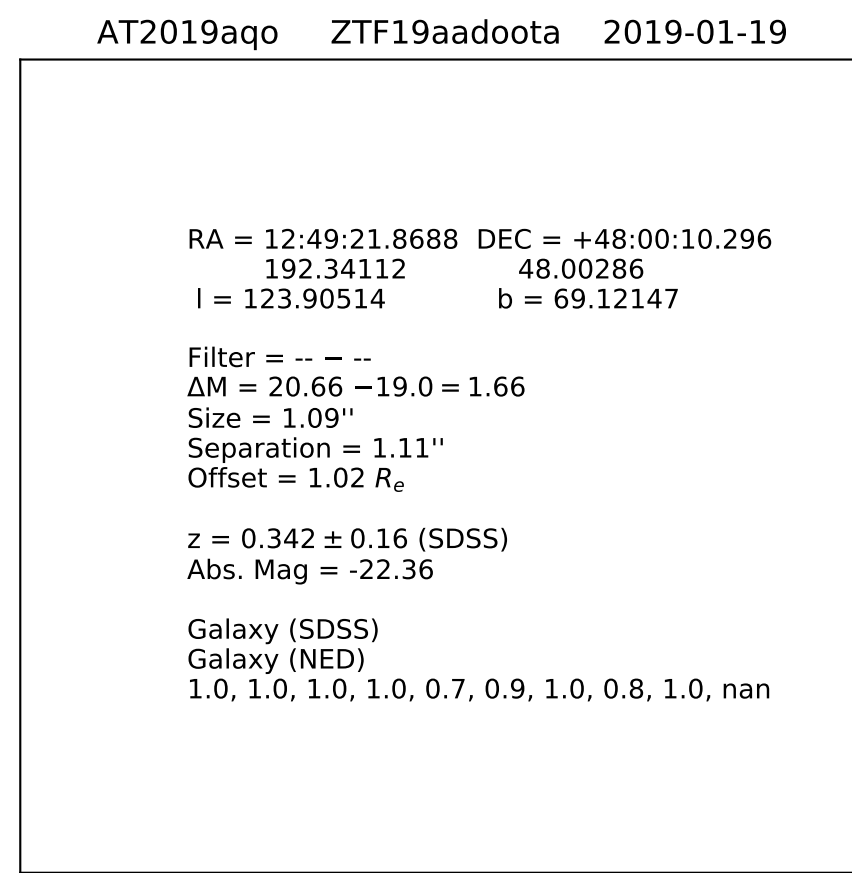 AT2019aqo ZTF19aadoota 2019-01-19
RA = 12:49:21.8688 DEC = +48:00:10.296
192.34112 48.00286
l = 123.90514 b = 69.12147
Filter = -- − --
ΔM = 20.66 −19.0 = 1.66
Size = 1.09''
Separation = 1.11''
Offset = 1.02 Rₑ
z = 0.342 ± 0.16 (SDSS)
Abs. Mag = -22.36
Galaxy (SDSS)
Galaxy (NED)
1.0, 1.0, 1.0, 1.0, 0.7, 0.9, 1.0, 0.8, 1.0, nan